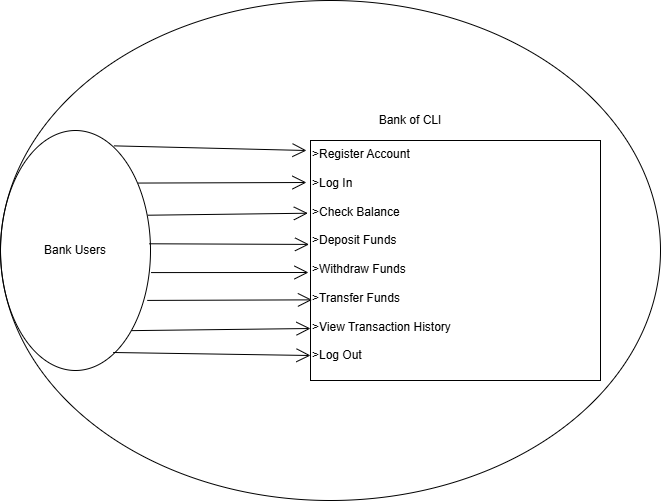 Bank of CLI
Bank Users
>Register Account
>Log In
>Check Balance
>Deposit Funds
>Withdraw Funds
>Transfer Funds
>View Transaction History
>Log Out